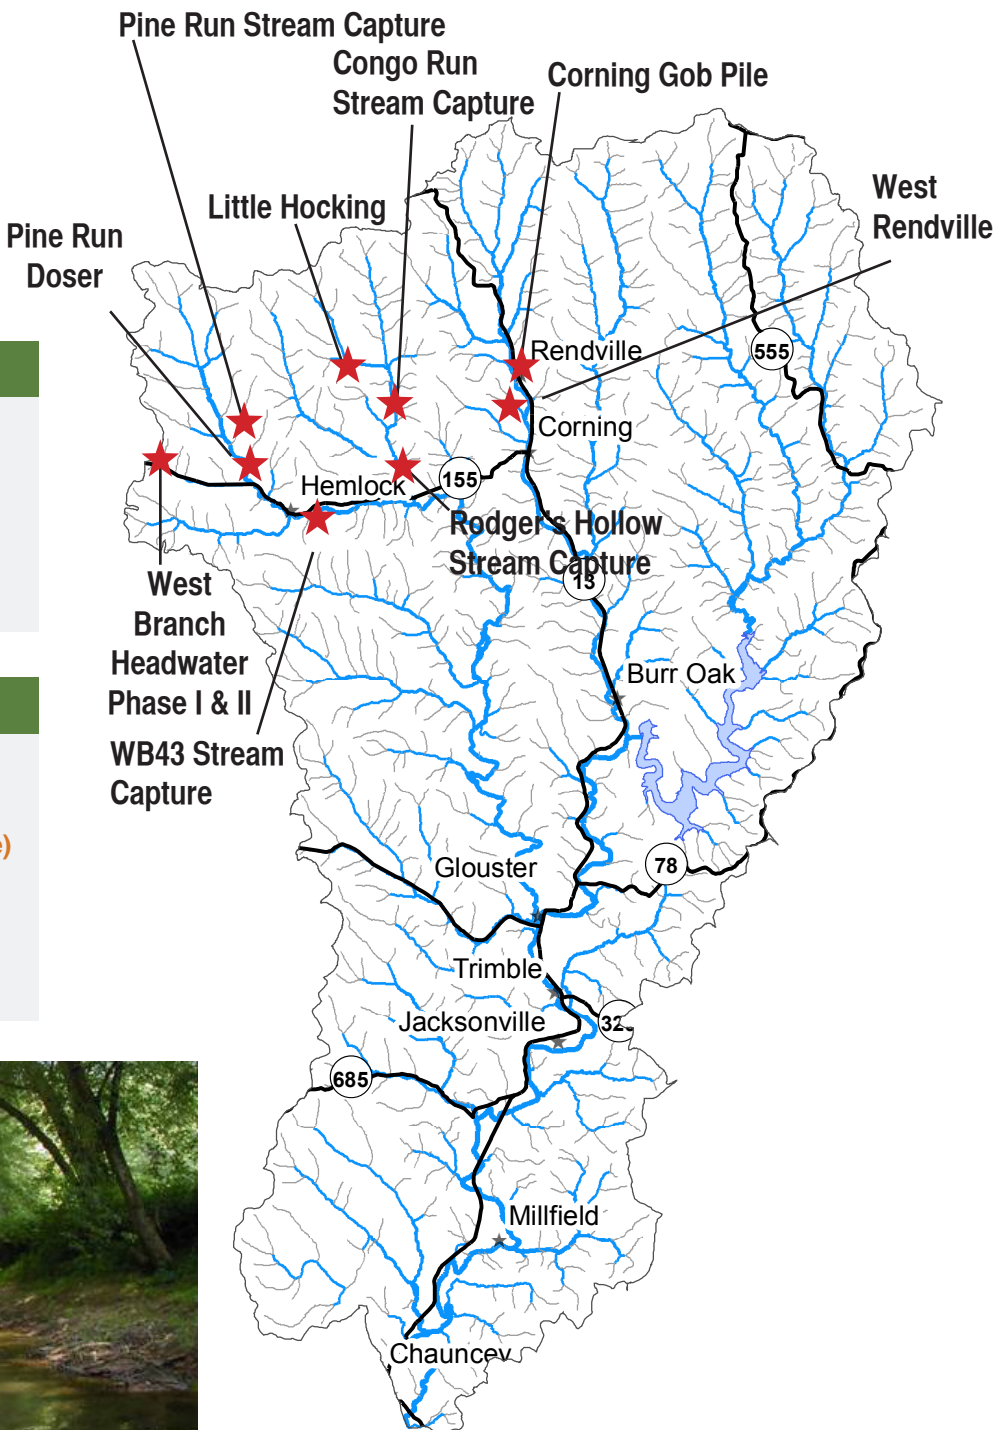 Pine Run Stream Capture
Congo Run
Stream Capture
Corning Gob Pile
West
Rendville
Little Hocking
Pine Run
Doser
Rendville
555
Corning
155
Hemlock
Rodger's Hollow
Stream Capture
13
West
Branch
Headwater
Phase I & II
Burr Oak
WB43 Stream
Capture
Glouster
78
Trimble
Jacksonville
685
Millfield
Chauncey